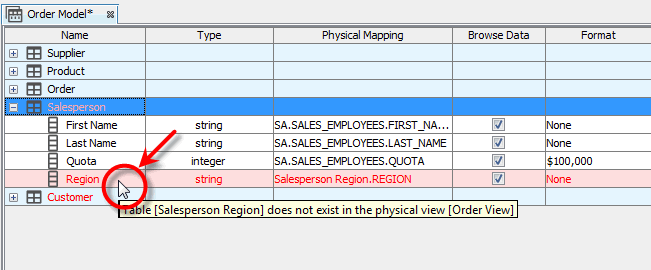 Order Model*
Name Type Physical Mapping Browse Data Format
Supplier
Product
Order
Salesperson
First Name string SA.SALES_EMPLOYEES.FIRST_NA... None
Last Name string SA.SALES_EMPLOYEES.LAST_NAME None
Quota integer SA.SALES_EMPLOYEES.QUOTA $100,000
Region string Salesperson Region.REGION None
Customer
Table [Salesperson Region] does not exist in the physical view [Order View]